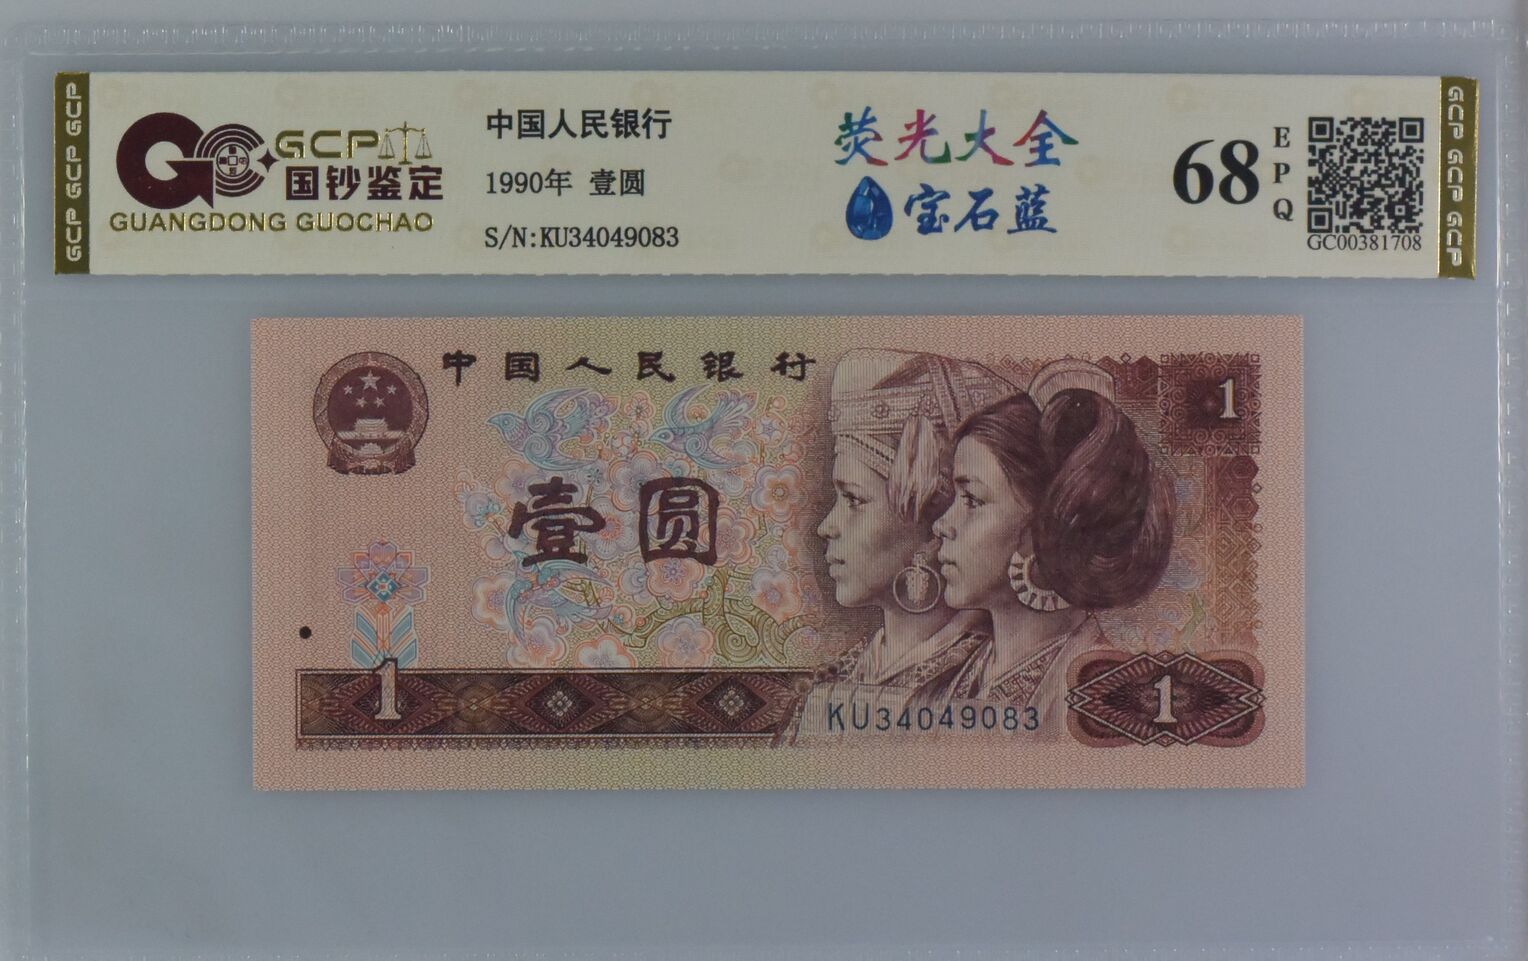 GCP GCP GCP
GCP
国钞鉴定
GUANGDONG GUOCHAO
中国人民银行
1990年 壹圆
S/N:KU34049083
荧光大全
宝石蓝
68
EPQ
GC00381708
GCP GCP GCP
中国人民银行
1
壹圆
1
KU34049083
1